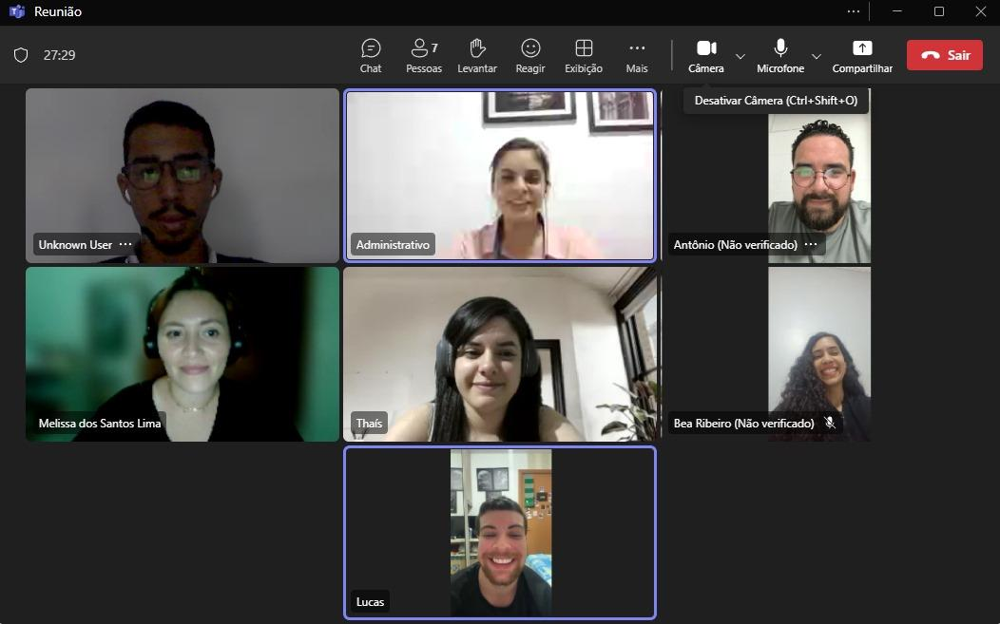 Reunião
27:29
Chat
Pessoas 7
Levantar
Reagir
Exibição
Mais
Câmera
Microfone
Compartilhar
Sair
Desativar Câmera (Ctrl+Shift+O)
Unknown User
Administrativo
Antônio (Não verificado)
Melissa dos Santos Lima
Thaís
Bea Ribeiro (Não verificado)
Lucas